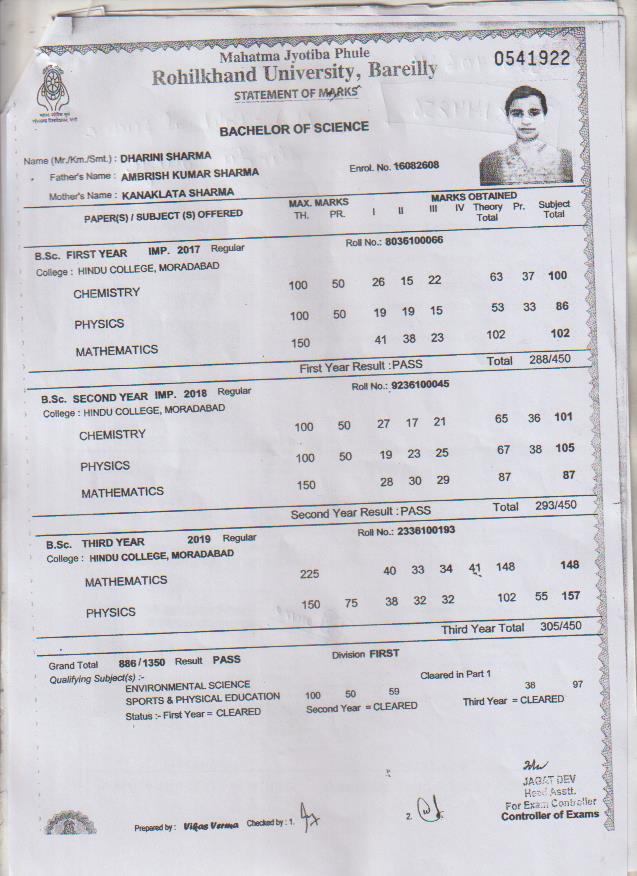 Mahatma Jyotiba Phule
0541922
Rohilkhand University, Bareilly
STATEMENT OF MARKS
BACHELOR OF SCIENCE
Name (Mr./Km./Smt.) : DHARINI SHARMA
Father's Name : AMBRISH KUMAR SHARMA Enrol. No. 16082608
Mother's Name : KANAKLATA SHARMA
PAPER(S) / SUBJECT (S) OFFERED MAX. MARKS MARKS OBTAINED
TH. PR. I II III IV Theory Total Pr. Subject Total
B.Sc. FIRST YEAR IMP. 2017 Regular Roll No.: 8036100066
College : HINDU COLLEGE, MORADABAD
CHEMISTRY 100 50 26 15 22 63 37 100
PHYSICS 100 50 19 19 15 53 33 86
MATHEMATICS 150 41 38 23 102 102
First Year Result : PASS Total 288/450
B.Sc. SECOND YEAR IMP. 2018 Regular Roll No.: 9236100045
College : HINDU COLLEGE, MORADABAD
CHEMISTRY 100 50 27 17 21 65 36 101
PHYSICS 100 50 19 23 25 67 38 105
MATHEMATICS 150 28 30 29 87 87
Second Year Result : PASS Total 293/450
B.Sc. THIRD YEAR 2019 Regular Roll No.: 2336100193
College : HINDU COLLEGE, MORADABAD
MATHEMATICS 225 40 33 34 41 148 148
PHYSICS 150 75 38 32 32 102 55 157
Third Year Total 305/450
Grand Total 886/1350 Result PASS Division FIRST
Qualifying Subject(s) :-
ENVIRONMENTAL SCIENCE Cleared in Part 1
SPORTS & PHYSICAL EDUCATION 100 50 59 38 97
Status :- First Year = CLEARED Second Year = CLEARED Third Year = CLEARED
JAGAT DEV
Head Asstt.
For Exam Controller
Controller of Exams
Prepared by : Vikas Verma Checked by : 1. 2.